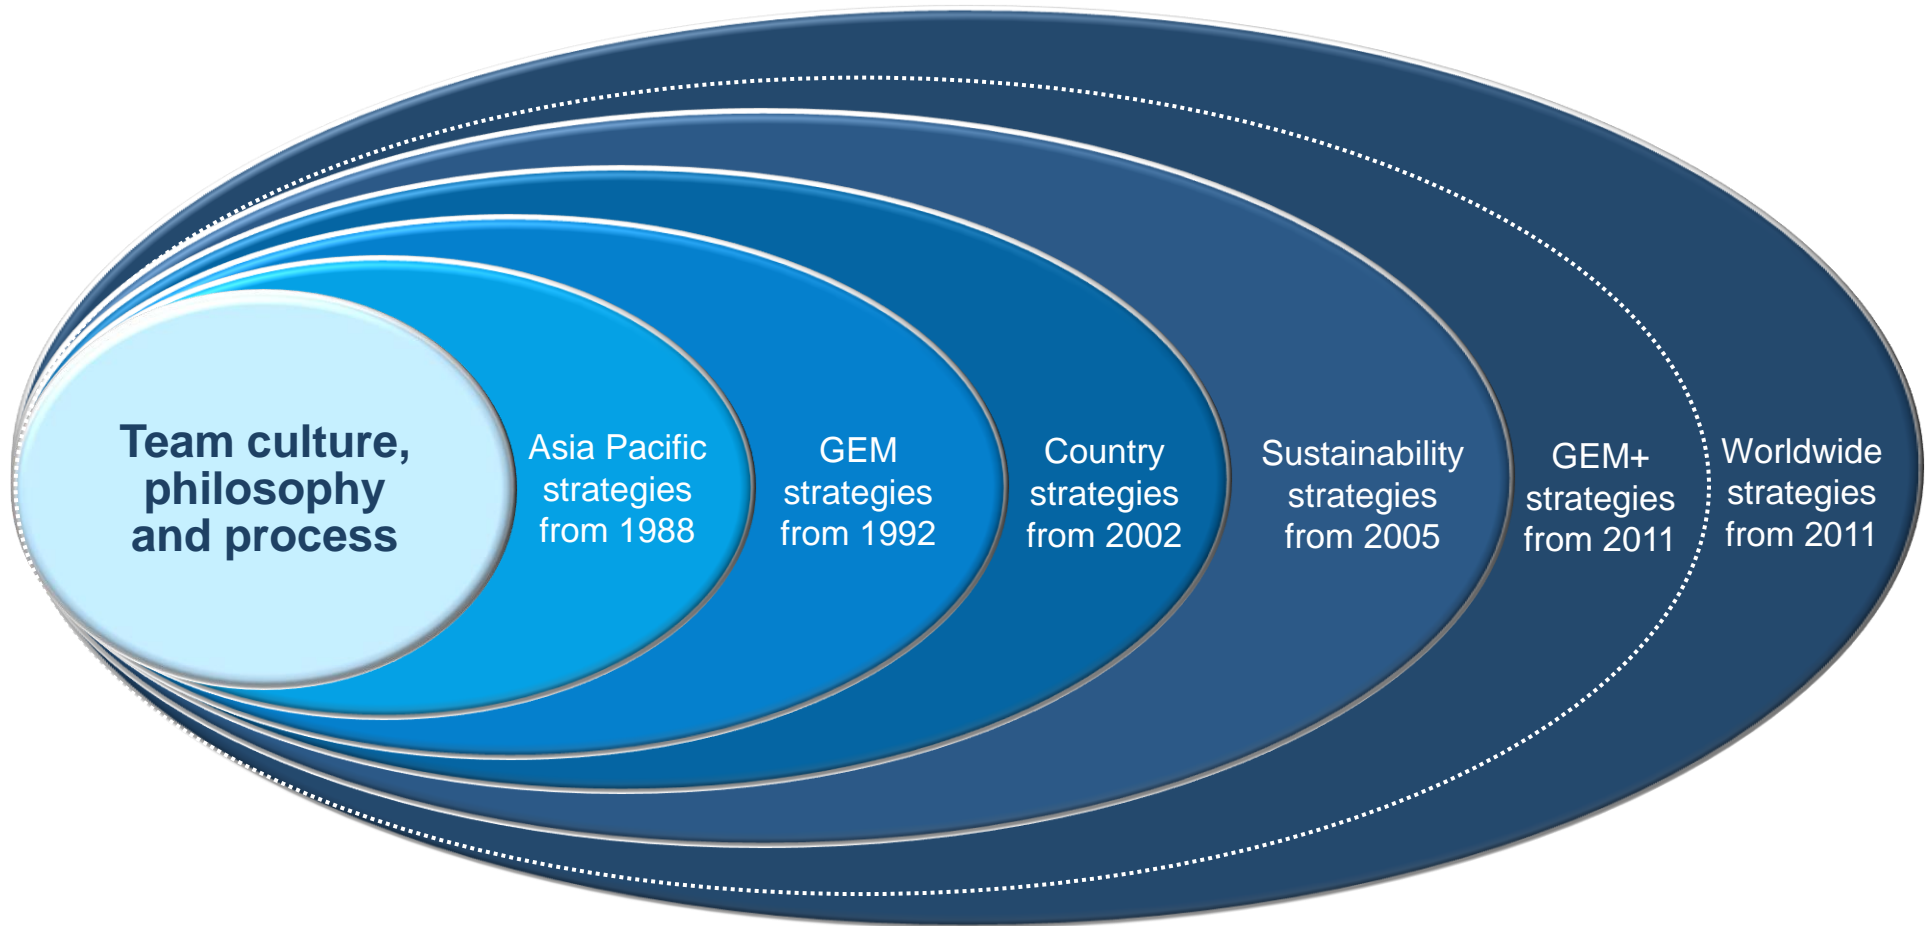 Team culture,
philosophy
and process
Asia Pacific
strategies
from 1988
GEM
strategies
from 1992
Country
strategies
from 2002
Sustainability
strategies
from 2005
GEM+
strategies
from 2011
Worldwide
strategies
from 2011